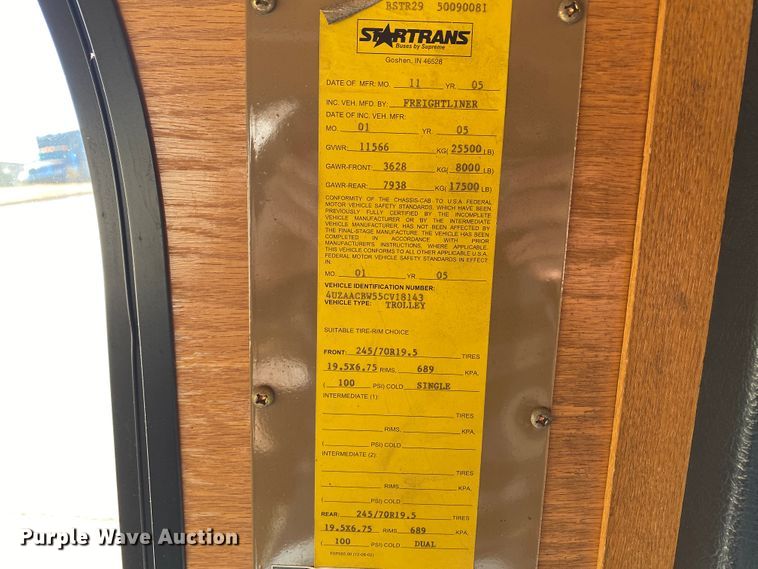 BSTR29 50090081
STARTRANS
Buses by Supreme
Goshen, IN 46528
DATE OF MFR: MO. 11 YR. 05
INC. VEH. MFD BY: FREIGHTLINER
DATE OF INC. VEH. MFR:
MO. 01 YR. 05
GVWR: 11566 KG( 25500 LB)
GAWR-FRONT: 3628 KG( 8000 LB)
GAWR-REAR: 7938 KG( 17500 LB)
CONFORMITY OF THE CHASSIS-CAB TO U.S.A FEDERAL
MOTOR VEHICLE SAFETY STANDARDS, WHICH HAVE BEEN
PREVIOUSLY FULLY CERTIFIED BY THE INCOMPLETE
VEHICLE MANUFACTURER OR BY THE INTERMEDIATE
VEHICLE MANUFACTURER, HAS NOT BEEN AFFECTED BY
THE FINAL-STAGE MANUFACTURE. THE VEHICLE HAS BEEN
COMPLETED IN ACCORDANCE WITH PRIOR
MANUFACTURER'S INSTRUCTIONS, WHERE APPLICABLE.
THIS VEHICLE CONFORMS TO ALL OTHER APPLICABLE U.S.A.
FEDERAL MOTOR VEHICLE SAFETY STANDARDS IN EFFECT
IN:
MO. 01 YR. 05
VEHICLE IDENTIFICATION NUMBER:
4UZAACBW55CV18143
VEHICLE TYPE: TROLLEY
SUITABLE TIRE-RIM CHOICE
FRONT: 245/70R19.5 TIRES
19.5X6.75 RIMS, 689 KPA,
( 100 PSI) COLD SINGLE
INTERMEDIATE (1):
TIRES
RIMS, KPA,
( PSI) COLD
INTERMEDIATE (2):
TIRES
RIMS, KPA,
( PSI) COLD
REAR: 245/70R19.5 TIRES
19.5X6.75 RIMS, 689 KPA,
( 100 PSI) COLD DUAL
Purple Wave Auction